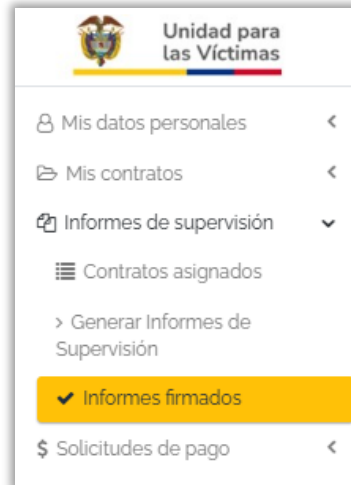 Unidad para
las Víctimas
Mis datos personales
Mis contratos
Informes de supervisión
Contratos asignados
> Generar Informes de
Supervisión
Informes firmados
$ Solicitudes de pago